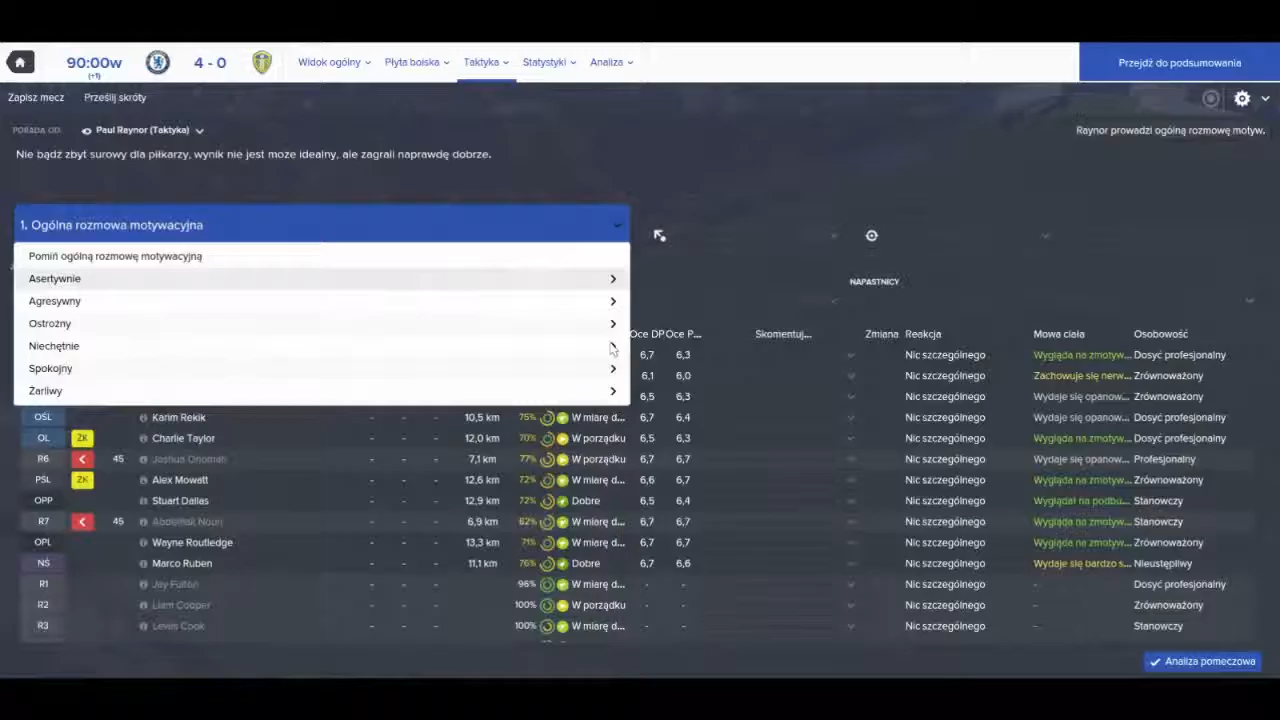 90:00w 4 - 0 Widok ogólny Płyta boiska Taktyka Statystyki Analiza Przejdź do podsumowania
(+1)
Zapisz mecz Prześlij skróty
PORADA OD: Paul Raynor (Taktyka) Raynor prowadzi ogólną rozmowę motyw.
Nie bądź zbyt surowy dla piłkarzy, wynik nie jest może idealny, ale zagrali naprawdę dobrze.
1. Ogólna rozmowa motywacyjna
Pomiń ogólną rozmowę motywacyjną
Asertywnie
NAPASTNICY
Agresywny
Ostrożny
Oce DP Oce P... Skomentuj... Zmiana Reakcja Mowa ciała Osobowość
Niechętnie
6,7 6,3 Nic szczególnego Wygląda na zmotyw... Dosyć profesjonalny
Spokojny
6,1 6,0 Nic szczególnego Zachowuje się nerw... Zrównoważony
Żarliwy
6,5 6,3 Nic szczególnego Wydaje się opanow... Zrównoważony
OŚL Karim Rekik - - - 10,5 km 75% W miarę d... 6,7 6,4 Nic szczególnego Wydaje się opanow... Dosyć profesjonalny
OL ŻK Charlie Taylor - - - 12,0 km 70% W porządku 6,5 6,3 Nic szczególnego Wygląda na zmotyw... Dosyć profesjonalny
R6 45 Joshua Onomah - - - 7,1 km 77% W porządku 6,7 6,7 Nic szczególnego Wydaje się opanow... Profesjonalny
PŚL ŻK Alex Mowatt - - - 12,6 km 72% W miarę d... 6,6 6,7 Nic szczególnego Wygląda na zmotyw... Zrównoważony
OPP Stuart Dallas - - - 12,9 km 72% Dobre 6,5 6,4 Nic szczególnego Wyglądał na podbu... Stanowczy
R7 45 Abdelhak Nouri - - - 6,9 km 82% W miarę d... 6,7 6,7 Nic szczególnego Wygląda na zmotyw... Stanowczy
OPL Wayne Routledge - - - 13,3 km 71% W miarę d... 6,7 6,7 Nic szczególnego Wygląda na zmotyw... Zrównoważony
NŚ Marco Ruben - - - 11,1 km 76% Dobre 6,7 6,6 Nic szczególnego Wydaje się bardzo s... Nieustępliwy
R1 Jay Fulton - - - 96% W miarę d... - - Nic szczególnego - Dosyć profesjonalny
R2 Liam Cooper - - - 100% W porządku - - Nic szczególnego - Zrównoważony
R3 Lewis Cook - - - 100% W miarę d... - - Nic szczególnego - Stanowczy
Analiza pomeczowa